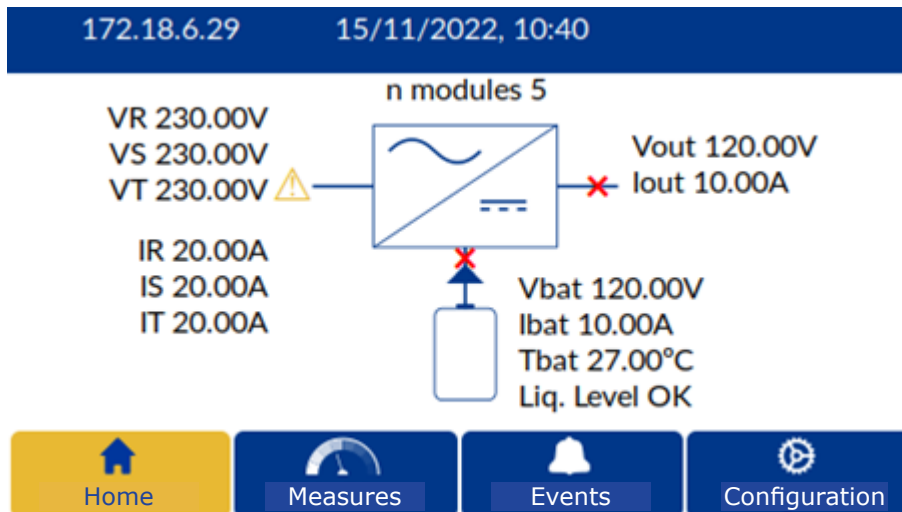 172.18.6.29 15/11/2022, 10:40
n modules 5
VR 230.00V
VS 230.00V
VT 230.00V
Vout 120.00V
Iout 10.00A
IR 20.00A
IS 20.00A
IT 20.00A
Vbat 120.00V
Ibat 10.00A
Tbat 27.00°C
Liq. Level OK
Home Measures Events Configuration